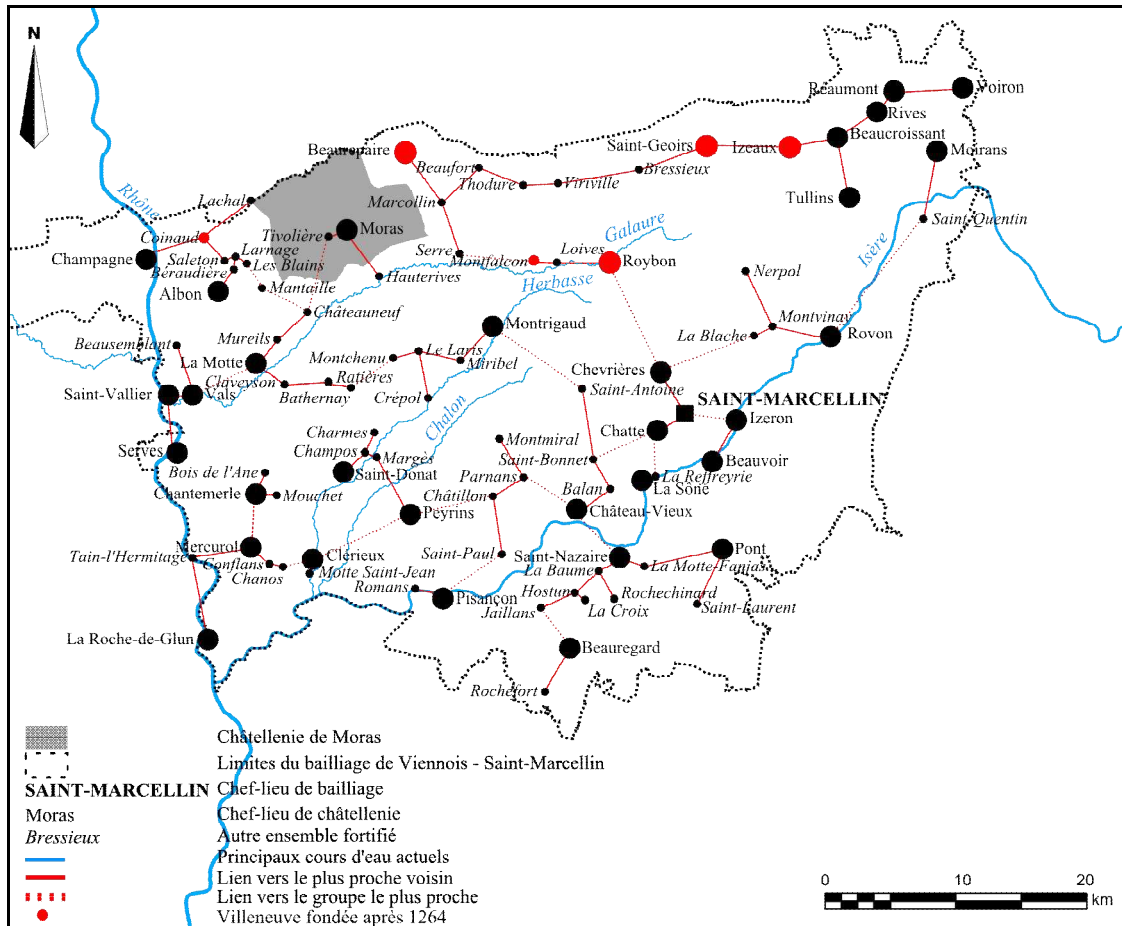 N
Réaumont
Voiron
Rives
Beaurepaire
Saint-Geoirs
Izeaux
Beaucroissant
Moirans
Beaufort
Thodure
Viriville
Bressieux
Tullins
Rhône
Lachal
Marcollin
Saint-Quentin
Coinaud
Tivolière
Moras
Galaure
Isère
Champagne
Saleton
Larnage
Les Blains
Serre
Montfalcon
Loives
Roybon
Béraudière
Albon
Mantaille
Hauterives
Herbasse
Nerpol
Châteauneuf
Montrigaud
Montvinay
Beausemblant
Mureils
La Blache
Rovon
La Motte
Montchenu
Le Laris
Miribel
Chevrières
Claveyson
Ratières
Saint-Antoine
Saint-Vallier
Vals
Bathernay
Crépol
Chalon
SAINT-MARCELLIN
Izeron
Chatte
Serves
Charmes
Montmiral
Champos
Margès
Saint-Bonnet
Beauvoir
Bois de l'Ane
Saint-Donat
Parnans
La Reffreyrie
La Sône
Chantemerle
Mouchet
Châtillon
Balan
Peyrins
Château-Vieux
Mercurol
Tain-l'Hermitage
Conflans
Chanos
Clérieux
Saint-Paul
Saint-Nazaire
Pont
Motte Saint-Jean
La Baume
La Motte-Fanjas
Romans
Pisançon
Hostun
Rochechinard
Jaillans
La Croix
Saint-Laurent
La Roche-de-Glun
Beauregard
Rochefort
Châtellenie de Moras
Limites du bailliage de Viennois - Saint-Marcellin
SAINT-MARCELLIN Chef-lieu de bailliage
Moras Chef-lieu de châtellenie
Bressieux Autre ensemble fortifié
Principaux cours d'eau actuels
Lien vers le plus proche voisin
Lien vers le groupe le plus proche
Villeneuve fondée après 1264
0 10 20
km